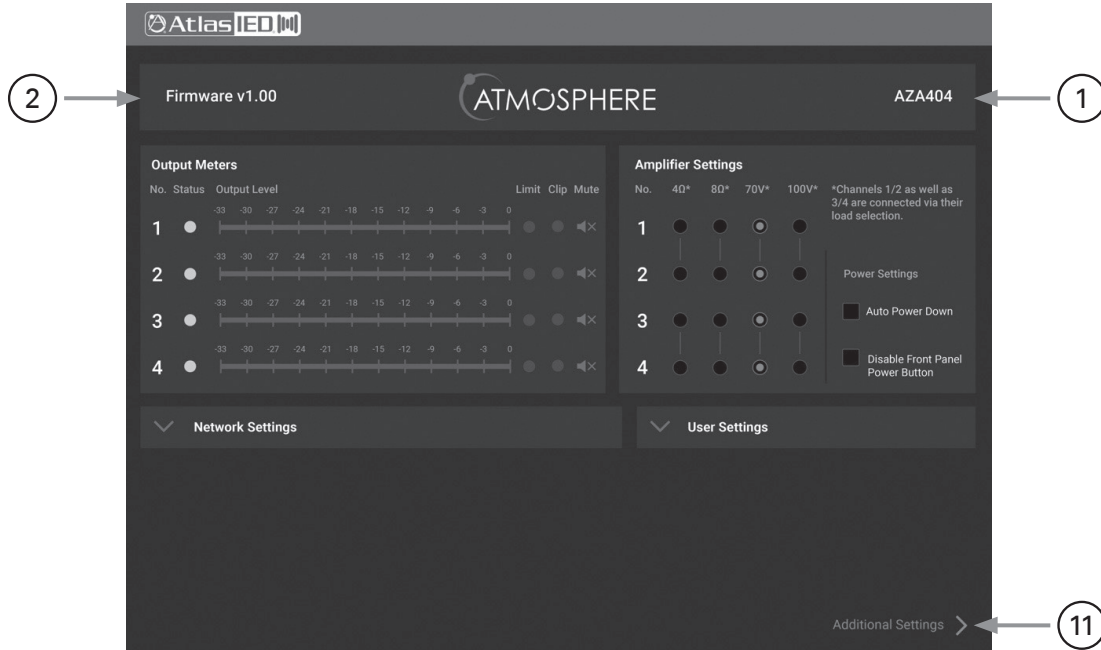 Atlas IED
2
Firmware v1.00
ATMOSPHERE
AZA404
1
Output Meters
No. Status Output Level Limit Clip Mute
-33 -30 -27 -24 -21 -18 -15 -12 -9 -6 -3 0
1
-33 -30 -27 -24 -21 -18 -15 -12 -9 -6 -3 0
2
-33 -30 -27 -24 -21 -18 -15 -12 -9 -6 -3 0
3
-33 -30 -27 -24 -21 -18 -15 -12 -9 -6 -3 0
4
Amplifier Settings
No. 4Ω* 8Ω* 70V* 100V*
1
2
3
4
*Channels 1/2 as well as
3/4 are connected via their
load selection.
Power Settings
Auto Power Down
Disable Front Panel
Power Button
Network Settings
User Settings
Additional Settings
11